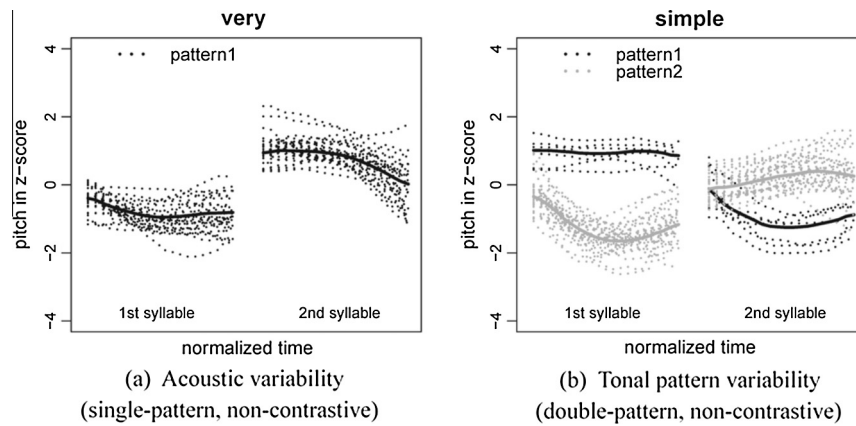 very
pattern1
pitch in z-score
4
2
0
−2
−4
1st syllable
2nd syllable
normalized time
(a) Acoustic variability
(single-pattern, non-contrastive)
simple
pattern1
pattern2
pitch in z-score
4
2
0
−2
−4
1st syllable
2nd syllable
normalized time
(b) Tonal pattern variability
(double-pattern, non-contrastive)